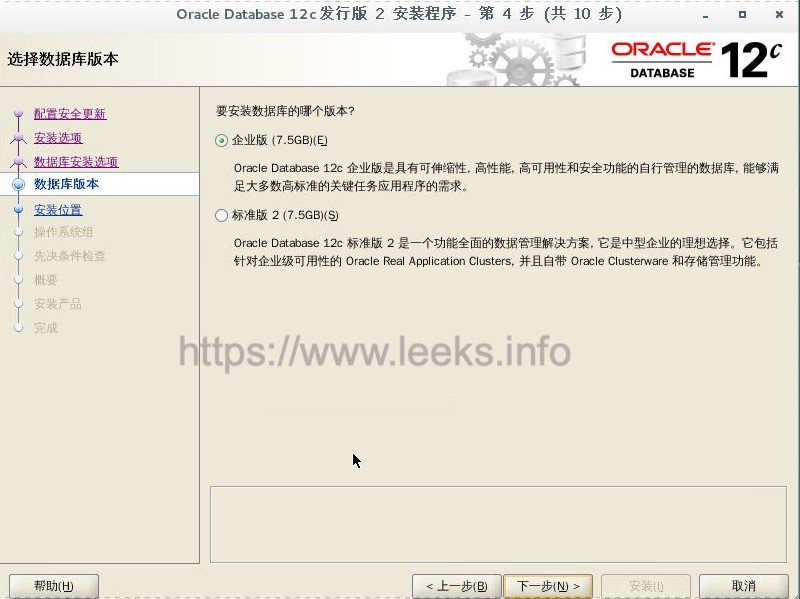 Oracle Database 12c 发行版 2 安装程序 - 第 4 步 (共 10 步)
选择数据库版本
ORACLE
DATABASE
12c
配置安全更新
安装选项
数据库安装选项
数据库版本
安装位置
操作系统组
先决条件检查
概要
安装产品
完成
要安装数据库的哪个版本?
企业版 (7.5GB)(E)
Oracle Database 12c 企业版是具有可伸缩性, 高性能, 高可用性和安全功能的自行管理的数据库, 能够满
足大多数高标准的关键任务应用程序的需求。
标准版 2 (7.5GB)(S)
Oracle Database 12c 标准版 2 是一个功能全面的数据管理解决方案, 它是中型企业的理想选择。它包括
针对企业级可用性的 Oracle Real Application Clusters, 并且自带 Oracle Clusterware 和存储管理功能。
https://www.leeks.info
帮助(H)
< 上一步(B)
下一步(N) >
安装(I)
取消